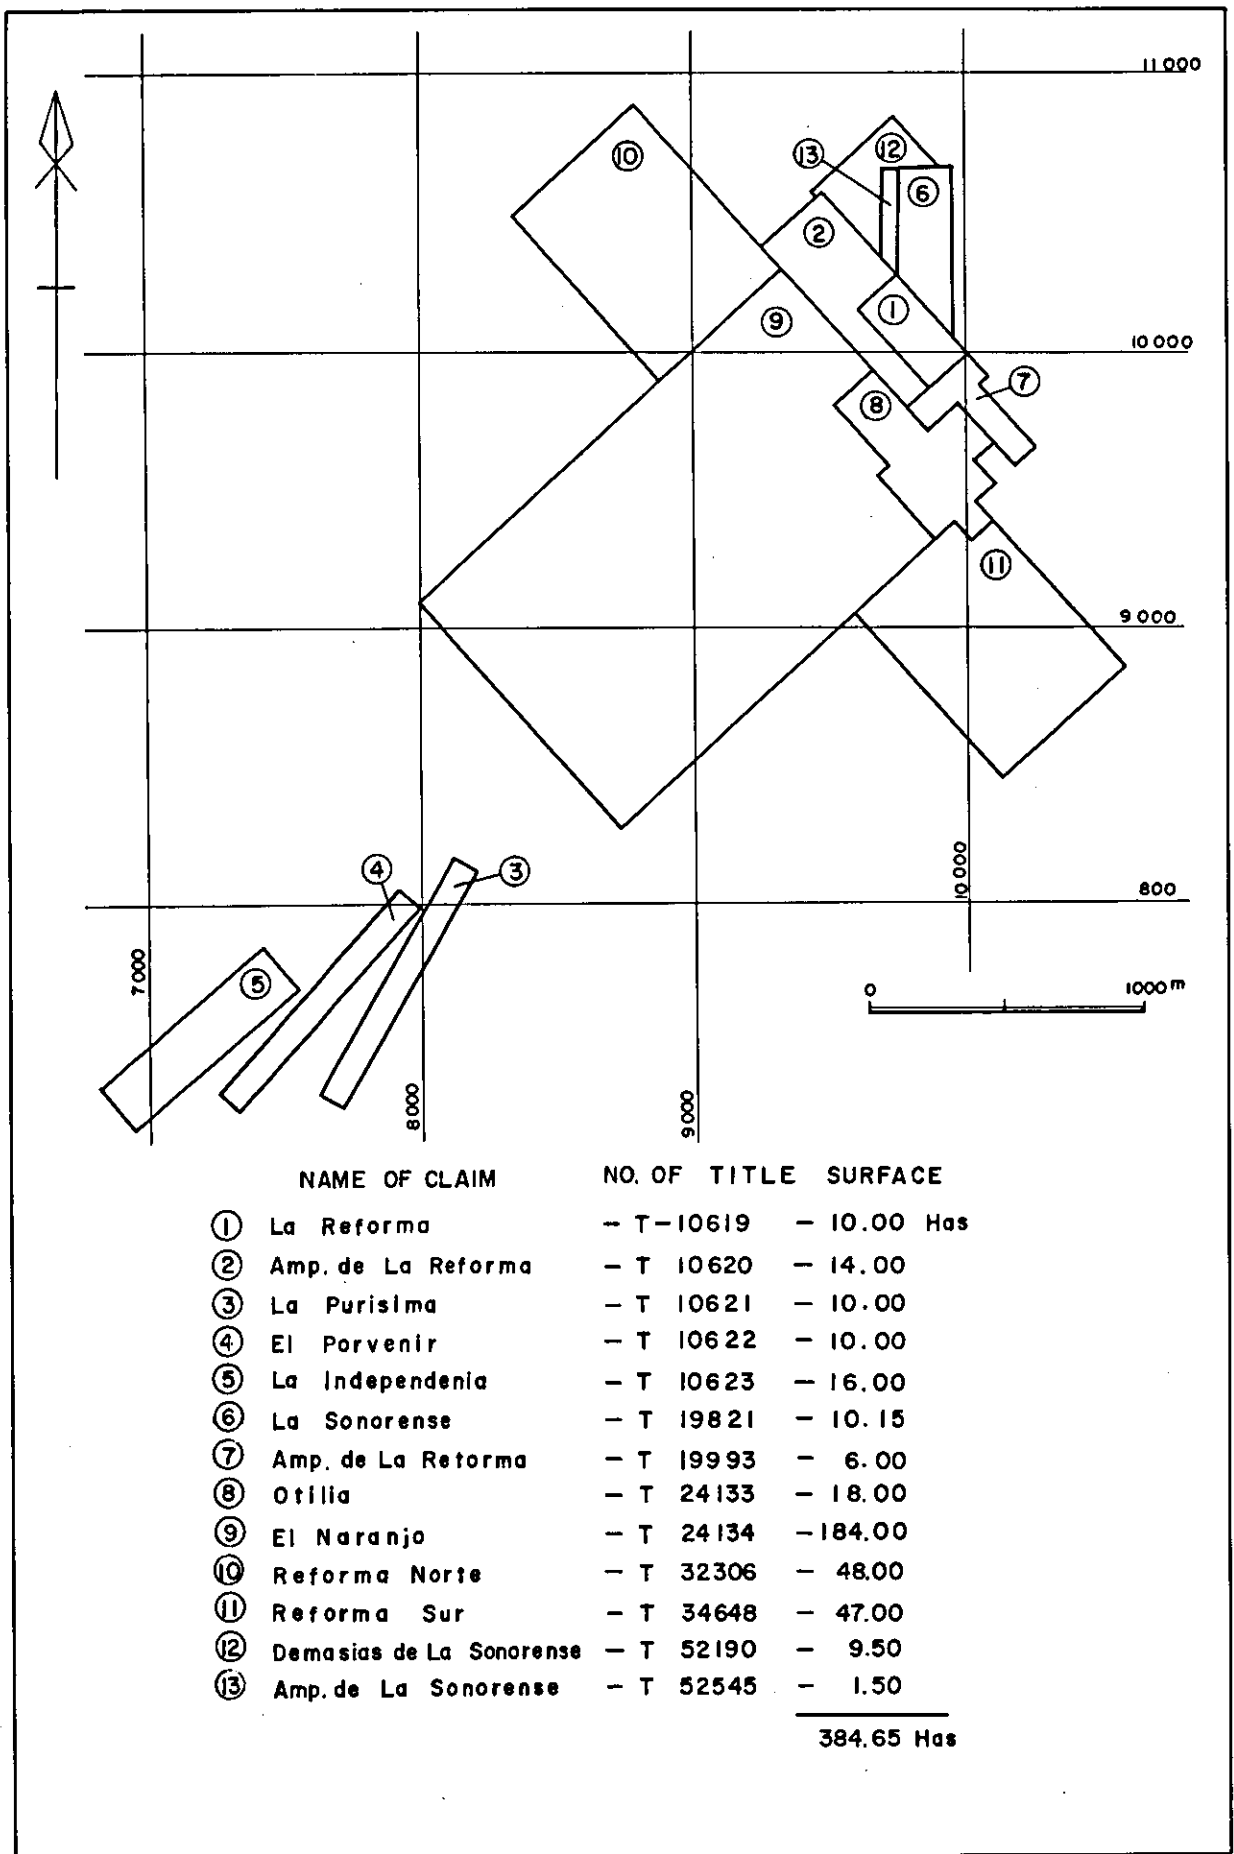 11 000
10
13
12
6
2
1
9
10 000
7
8
11
9 000
4
3
10 000
800
7000
5
0 1000 m
8000
9000
NAME OF CLAIM NO. OF TITLE SURFACE
1 La Reforma - T-10619 - 10.00 Has
2 Amp. de La Reforma - T 10620 - 14.00
3 La Purisima - T 10621 - 10.00
4 El Porvenir - T 10622 - 10.00
5 La Independenia - T 10623 - 16.00
6 La Sonorense - T 19821 - 10.15
7 Amp. de La Retorma - T 19993 - 6.00
8 Otilia - T 24133 - 18.00
9 El Naranjo - T 24134 - 184.00
10 Reforma Norte - T 32306 - 48.00
11 Reforma Sur - T 34648 - 47.00
12 Demasias de La Sonorense - T 52190 - 9.50
13 Amp. de La Sonorense - T 52545 - 1.50
384.65 Has